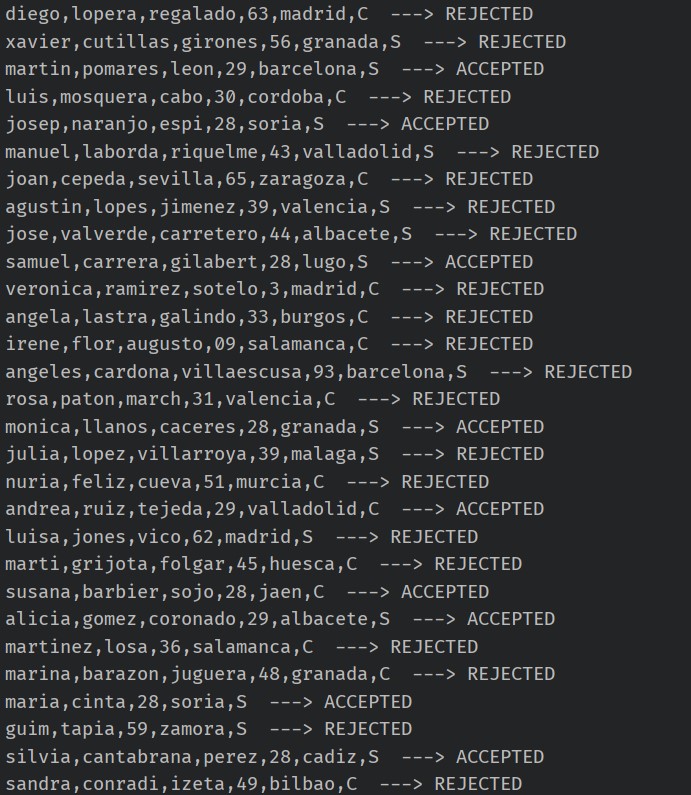 diego,lopera,regalado,63,madrid,C  ---> REJECTED
xavier,cutillas,girones,56,granada,S  ---> REJECTED
martin,pomares,leon,29,barcelona,S  ---> ACCEPTED
luis,mosquera,cabo,30,cordoba,C  ---> REJECTED
josep,naranjo,espi,28,soria,S  ---> ACCEPTED
manuel,laborda,riquelme,43,valladolid,S  ---> REJECTED
joan,cepeda,sevilla,65,zaragoza,C  ---> REJECTED
agustin,lopes,jimenez,39,valencia,S  ---> REJECTED
jose,valverde,carretero,44,albacete,S  ---> REJECTED
samuel,carrera,gilabert,28,lugo,S  ---> ACCEPTED
veronica,ramirez,sotelo,3,madrid,C  ---> REJECTED
angela,lastra,galindo,33,burgos,C  ---> REJECTED
irene,flor,augusto,09,salamanca,C  ---> REJECTED
angeles,cardona,villaescusa,93,barcelona,S  ---> REJECTED
rosa,paton,march,31,valencia,C  ---> REJECTED
monica,llanos,caceres,28,granada,S  ---> ACCEPTED
julia,lopez,villarroya,39,malaga,S  ---> REJECTED
nuria,feliz,cueva,51,murcia,C  ---> REJECTED
andrea,ruiz,tejeda,29,valladolid,C  ---> ACCEPTED
luisa,jones,vico,62,madrid,S  ---> REJECTED
marti,grijota,folgar,45,huesca,C  ---> REJECTED
susana,barbier,sojo,28,jaen,C  ---> ACCEPTED
alicia,gomez,coronado,29,albacete,S  ---> ACCEPTED
martinez,losa,36,salamanca,C  ---> REJECTED
marina,barazon,juguera,48,granada,C  ---> REJECTED
maria,cinta,28,soria,S  ---> ACCEPTED
guim,tapia,59,zamora,S  ---> REJECTED
silvia,cantabrana,perez,28,cadiz,S  ---> ACCEPTED
sandra,conradi,izeta,49,bilbao,C  ---> REJECTED